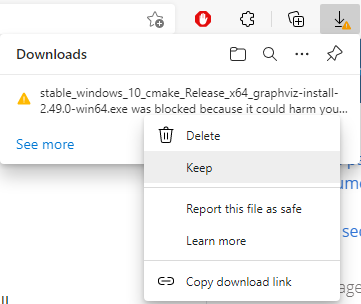 Downloads
stable_windows_10_cmake_Release_x64_graphviz-install-
2.49.0-win64.exe was blocked because it could harm you...
See more
Delete
Keep
Report this file as safe
Learn more
Copy download link